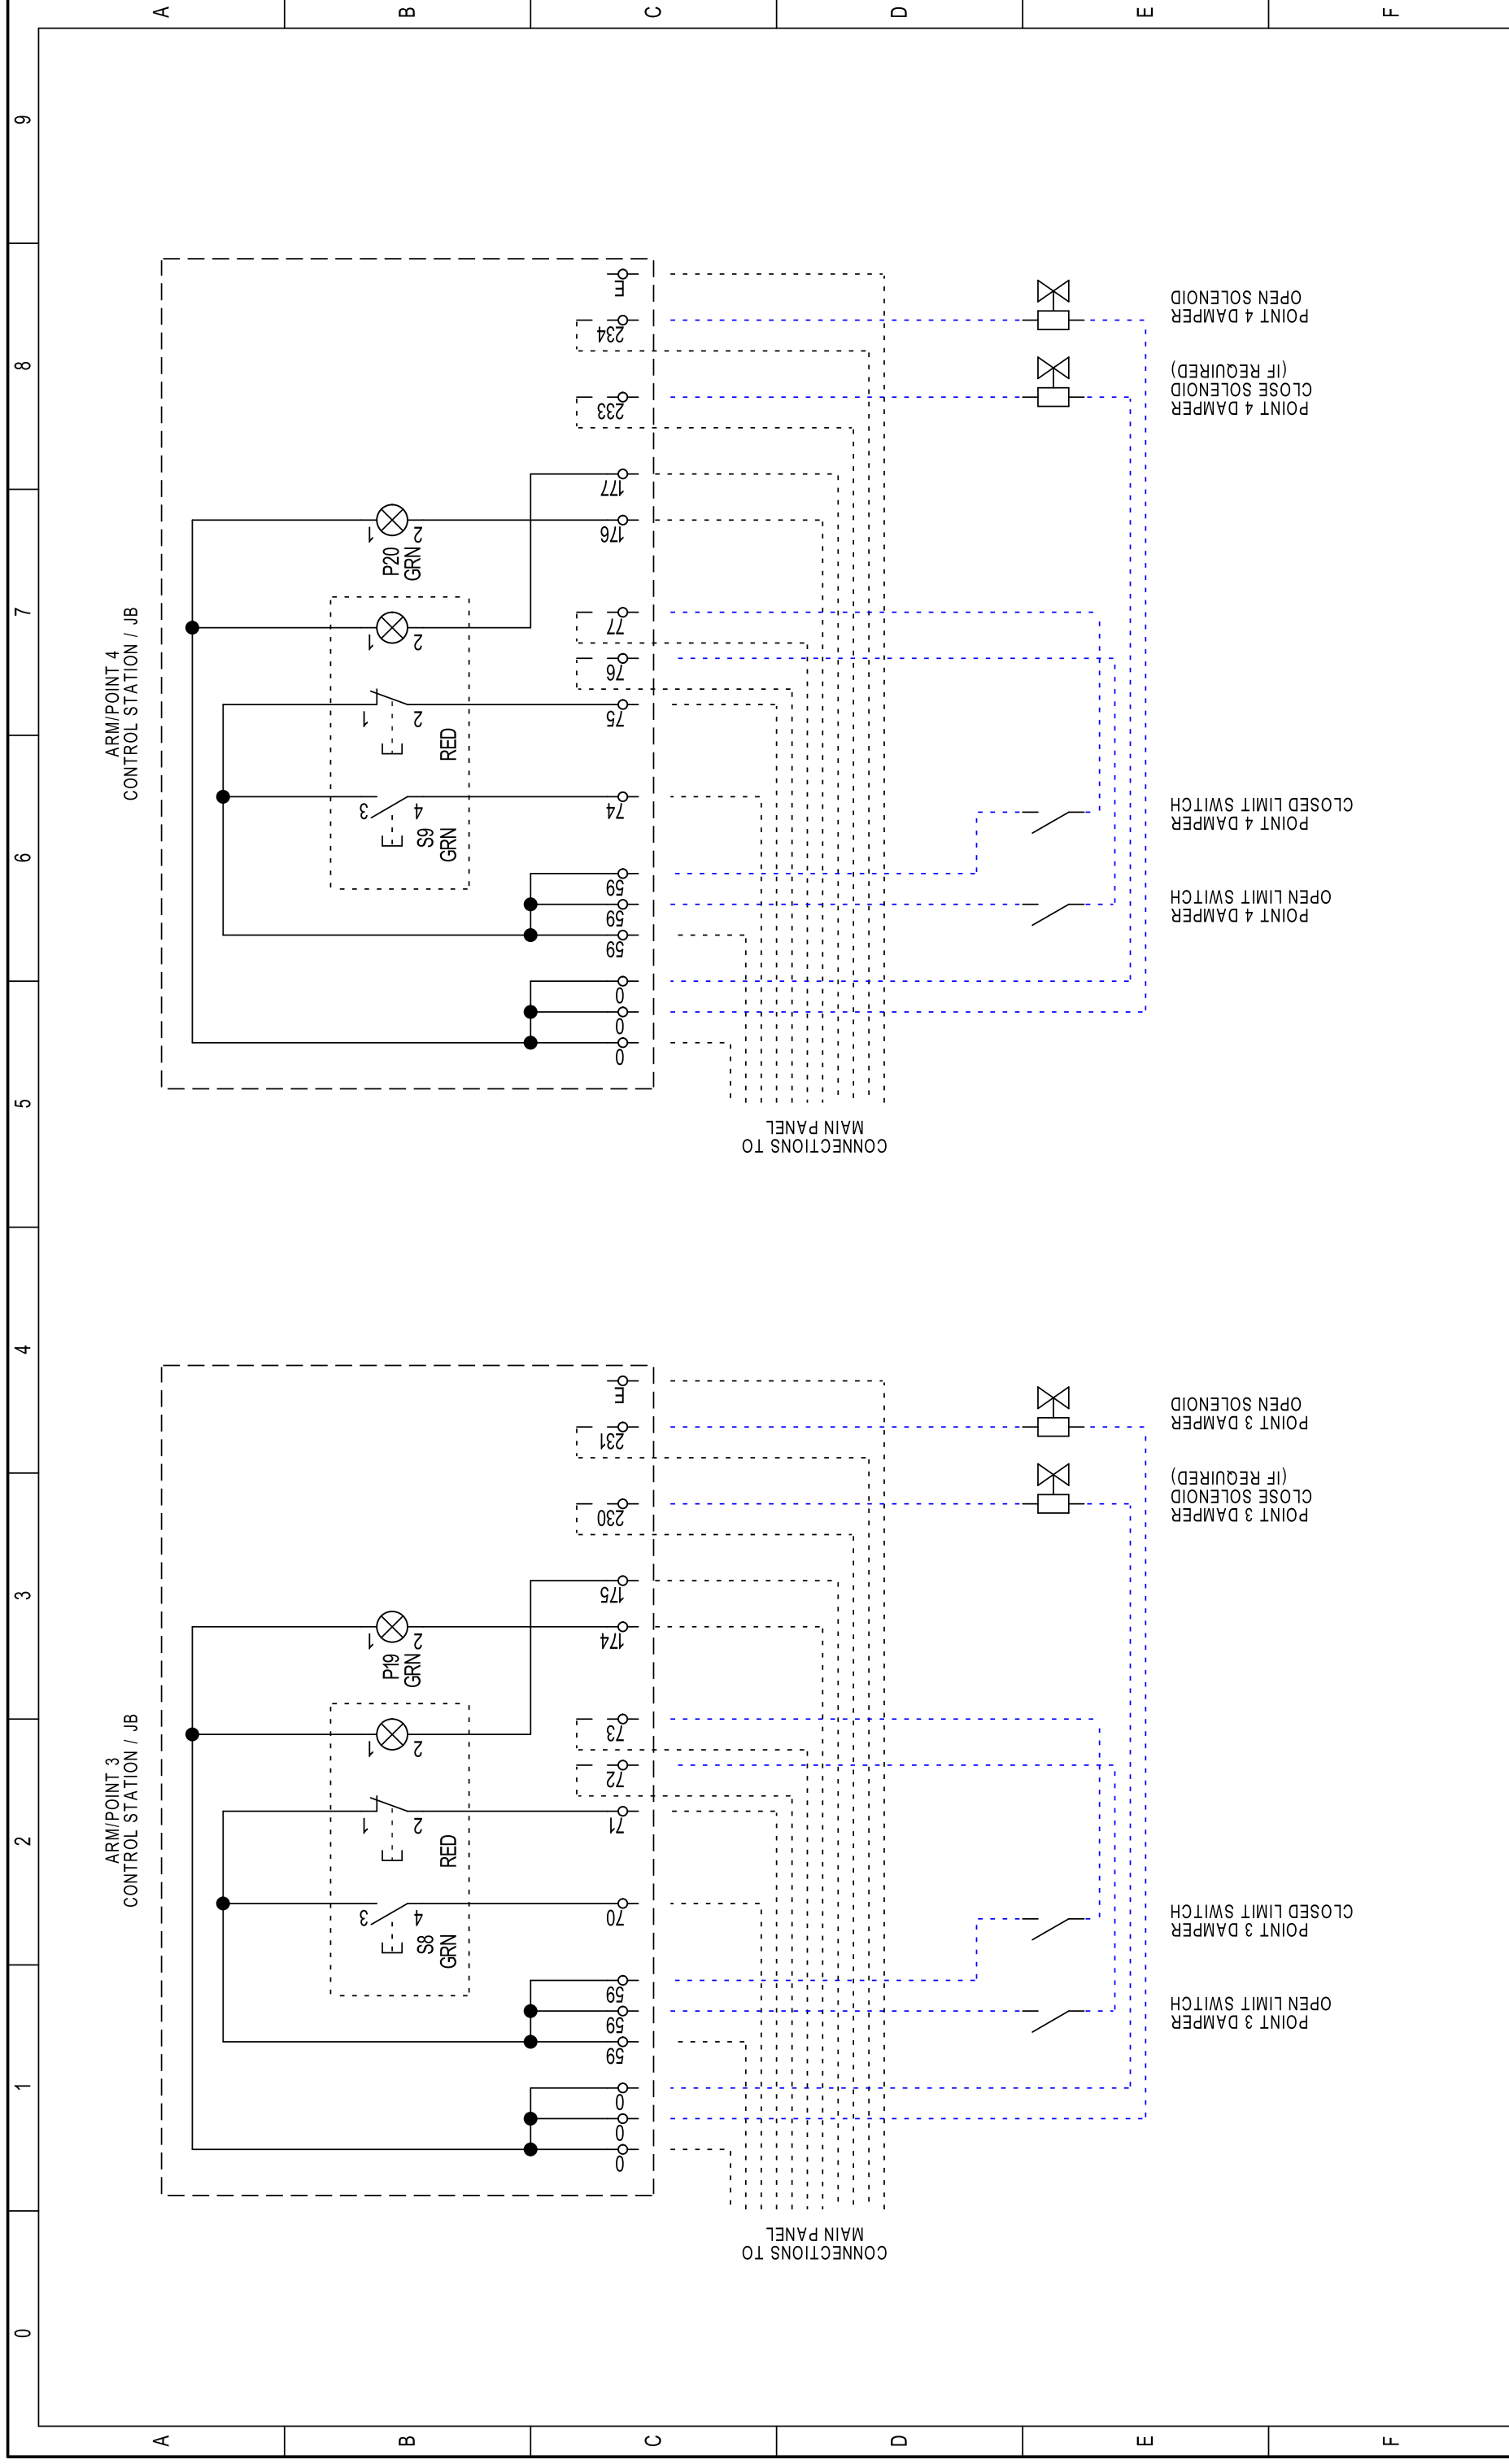 0
1
2
3
4
5
6
7
8
9
A
B
C
D
E
F
A
B
C
D
E
F
ARM/POINT 3
CONTROL STATION / JB
S8
GRN
3
4
RED
1
2
1
2
P19
GRN
1
2
0
0
0
59
59
59
70
71
72
73
174
175
230
231
E
CONNECTIONS TO
MAIN PANEL
POINT 3 DAMPER
OPEN LIMIT SWITCH
POINT 3 DAMPER
CLOSED LIMIT SWITCH
POINT 3 DAMPER
CLOSE SOLENOID
(IF REQUIRED)
POINT 3 DAMPER
OPEN SOLENOID
ARM/POINT 4
CONTROL STATION / JB
S9
GRN
3
4
RED
1
2
1
2
P20
GRN
1
2
0
0
0
59
59
59
74
75
76
77
176
177
233
234
E
CONNECTIONS TO
MAIN PANEL
POINT 4 DAMPER
OPEN LIMIT SWITCH
POINT 4 DAMPER
CLOSED LIMIT SWITCH
POINT 4 DAMPER
CLOSE SOLENOID
(IF REQUIRED)
POINT 4 DAMPER
OPEN SOLENOID